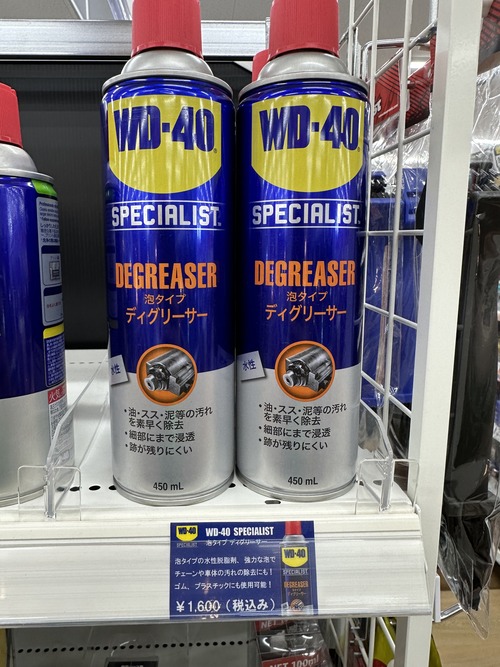 WD-40
SPECIALIST
DEGREASER
泡タイプ
ディグリーサー
水性
・油・スス・泥等の汚れ
を素早く除去
・細部にまで浸透
・跡が残りにくい
450 mL
WD-40
SPECIALIST
DEGREASER
泡タイプ
ディグリーサー
水性
・油・スス・泥等の汚れ
を素早く除去
・細部にまで浸透
・跡が残りにくい
450 mL
WD-40 WD-40 SPECIALIST
泡タイプ ディグリーサー
泡タイプの水性脱脂剤、強力な泡で
チェーンや車体の汚れの除去にも!
ゴム、プラスチックにも使用可能!
¥1,600(税込み)
WD-40
SPECIALIST
DEGREASER